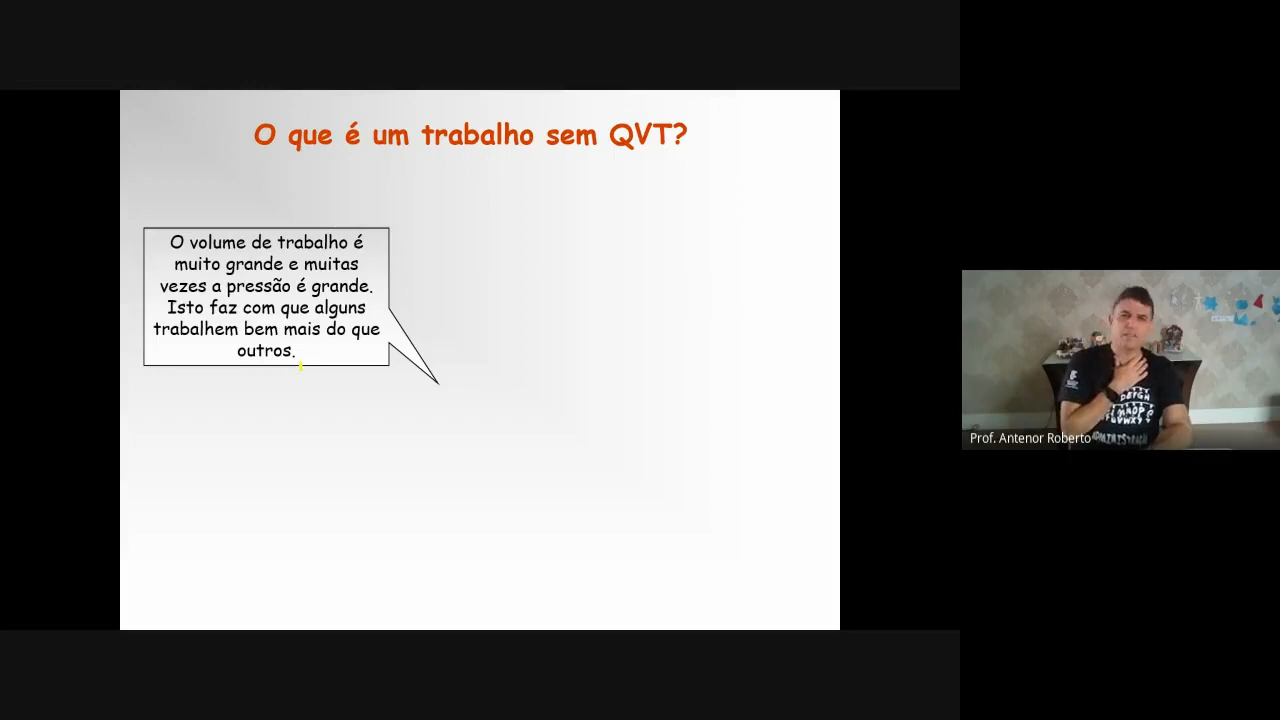 O que é um trabalho sem QVT?
O volume de trabalho é
muito grande e muitas
vezes a pressão é grande.
Isto faz com que alguns
trabalhem bem mais do que
outros.
Prof. Antenor Roberto